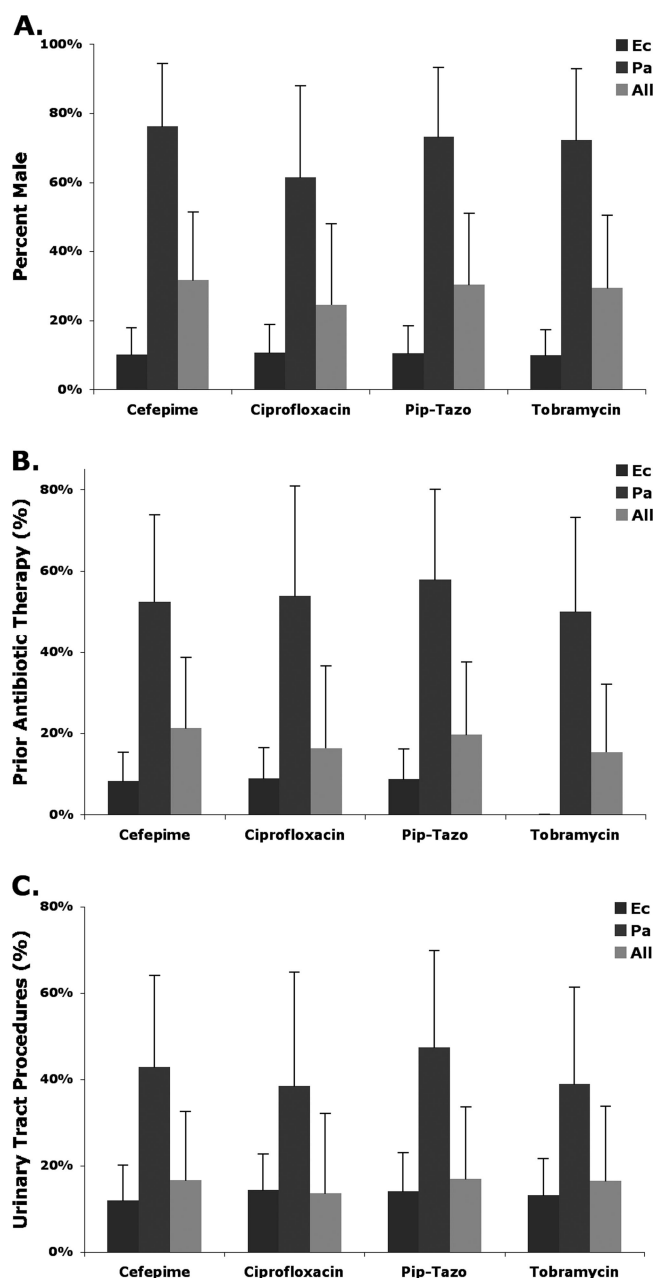 A.
100%
80%
60%
40%
20%
0%
Percent Male
Ec
Pa
All
Cefepime Ciprofloxacin Pip-Tazo Tobramycin
B.
80%
60%
40%
20%
0%
Prior Antibiotic Therapy (%)
Ec
Pa
All
Cefepime Ciprofloxacin Pip-Tazo Tobramycin
C.
80%
60%
40%
20%
0%
Urinary Tract Procedures (%)
Ec
Pa
All
Cefepime Ciprofloxacin Pip-Tazo Tobramycin